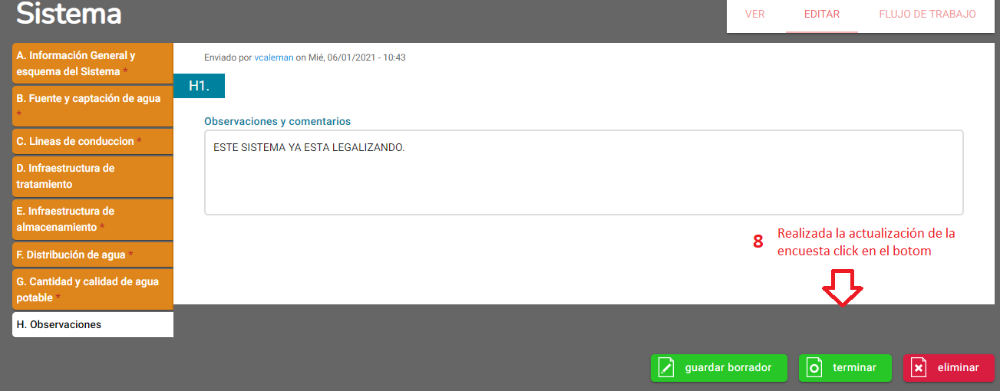 Sistema
VER EDITAR FLUJO DE TRABAJO
A. Información General y
esquema del Sistema *
B. Fuente y captación de agua
*
C. Lineas de conduccion *
D. Infraestructura de
tratamiento
E. Infraestructura de
almacenamiento *
F. Distribución de agua *
G. Cantidad y calidad de agua
potable *
H. Observaciones
Enviado por vcaleman on Mié, 06/01/2021 - 10:43
H1.
Observaciones y comentarios
ESTE SISTEMA YA ESTA LEGALIZANDO.
8 Realizada la actualización de la
encuesta click en el botom
guardar borrador terminar eliminar